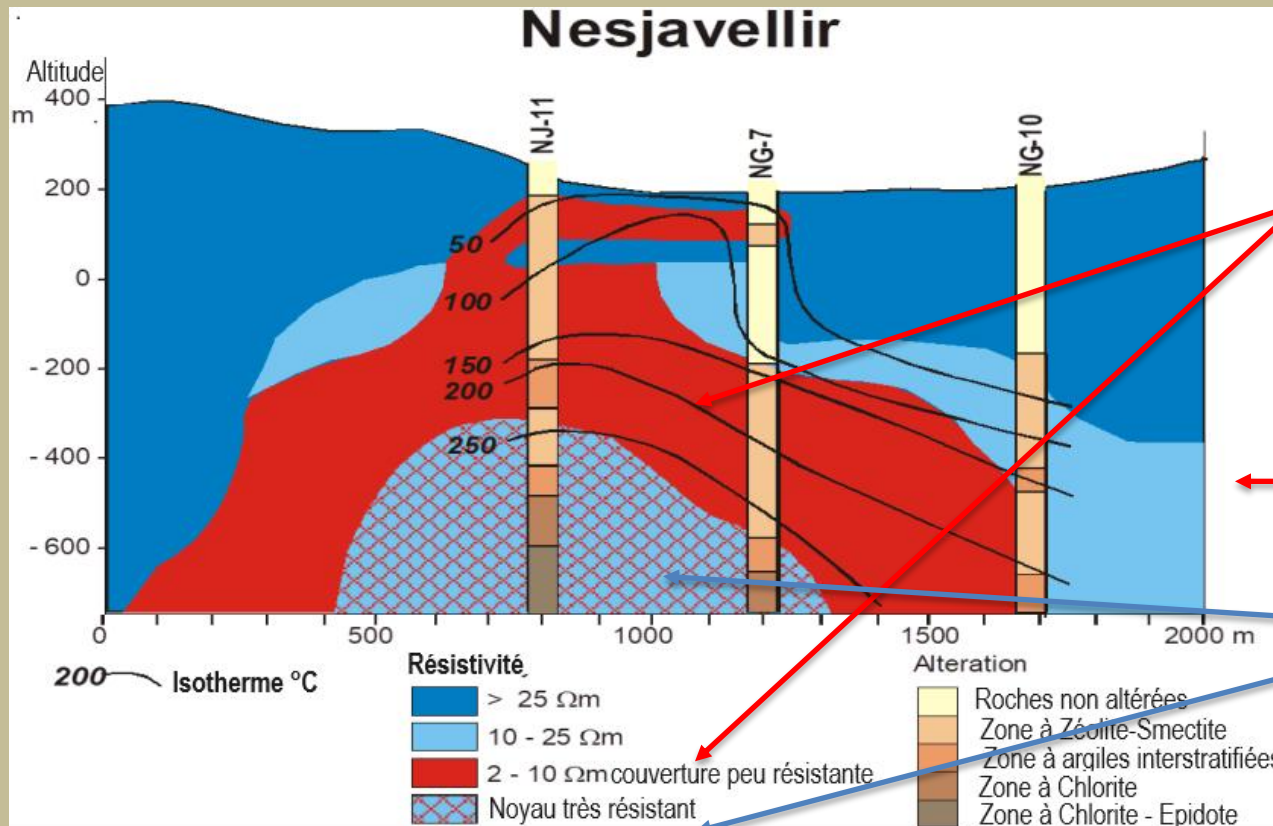 Nesjavellir
Altitude
m
400
200
0
- 200
- 400
- 600
NJ-11
NG-7
NG-10
50
100
150
200
250
0 500 1000 1500 2000 m
200 Isotherme °C
Résistivité
> 25 Ωm
10 - 25 Ωm
2 - 10 Ωm couverture peu résistante
Noyau très résistant
Alteration
Roches non altérées
Zone à Zéolite-Smectite
Zone à argiles interstratifiées
Zone à Chlorite
Zone à Chlorite - Epidote